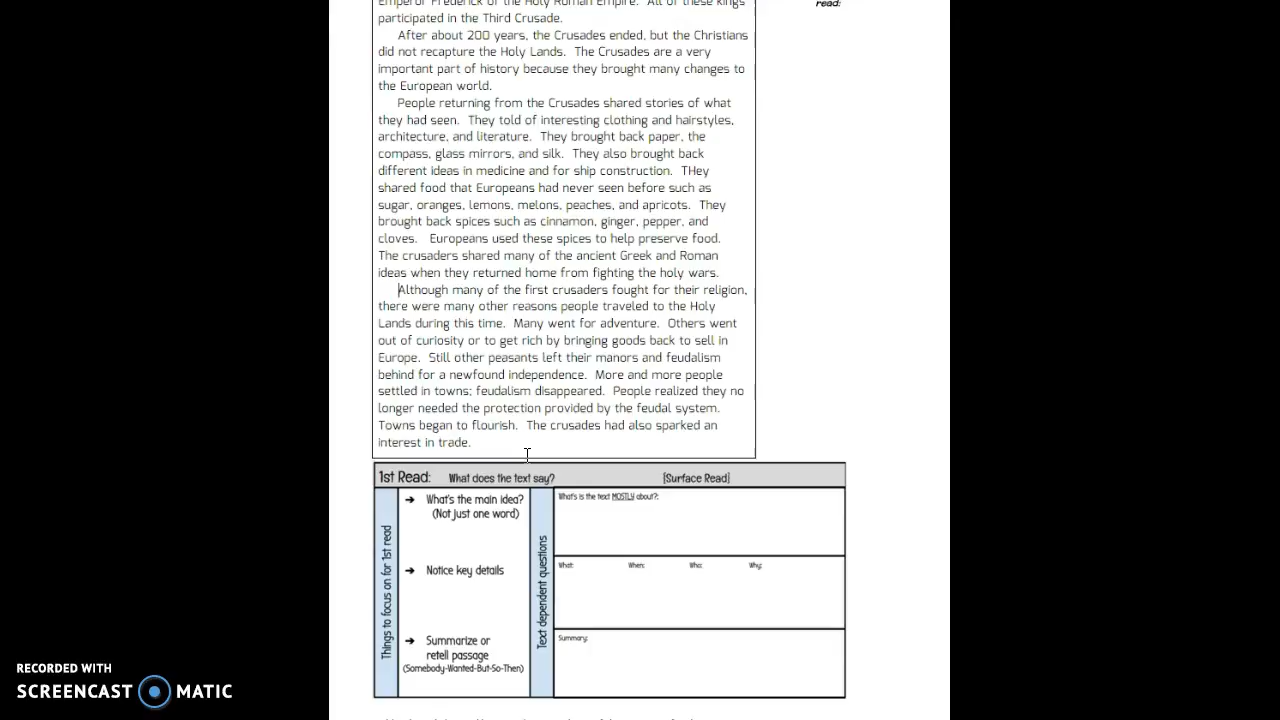 Emperor Frederick of the Holy Roman Empire. All of these kings
read:
participated in the Third Crusade.
After about 200 years, the Crusades ended, but the Christians
did not recapture the Holy Lands. The Crusades are a very
important part of history because they brought many changes to
the European world.
People returning from the Crusades shared stories of what
they had seen. They told of interesting clothing and hairstyles,
architecture, and literature. They brought back paper, the
compass, glass mirrors, and silk. They also brought back
different ideas in medicine and for ship construction. THey
shared food that Europeans had never seen before such as
sugar, oranges, lemons, melons, peaches, and apricots. They
brought back spices such as cinnamon, ginger, pepper, and
cloves. Europeans used these spices to help preserve food.
The crusaders shared many of the ancient Greek and Roman
ideas when they returned home from fighting the holy wars.
Although many of the first crusaders fought for their religion,
there were many other reasons people traveled to the Holy
Lands during this time. Many went for adventure. Others went
out of curiosity or to get rich by bringing goods back to sell in
Europe. Still other peasants left their manors and feudalism
behind for a newfound independence. More and more people
settled in towns; feudalism disappeared. People realized they no
longer needed the protection provided by the feudal system.
Towns began to flourish. The crusades had also sparked an
interest in trade.
1st Read: What does the text say? [Surface Read]
Things to focus on for 1st read
→ What's the main idea?
(Not just one word)
→ Notice key details
→ Summarize or
retell passage
(Somebody-Wanted-But-So-Then)
Text dependent questions
What's is the text MOSTLY about?:
What: When: Who: Why:
Summary:
RECORDED WITH
SCREENCAST MATIC